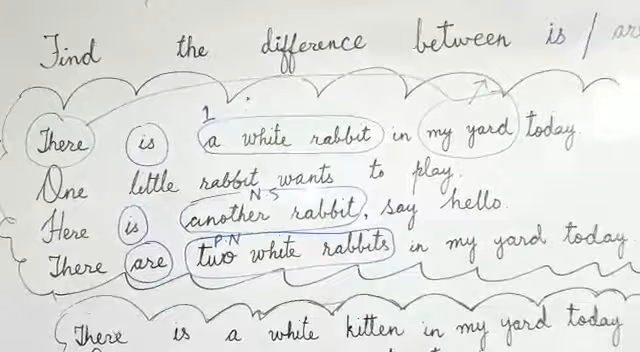 Find the difference between is / are
1
There is a white rabbit in my yard today.
One little rabbit wants to play.
N.S
Here is another rabbit, say hello.
P.N
There are two white rabbits in my yard today
There is a white kitten in my yard today